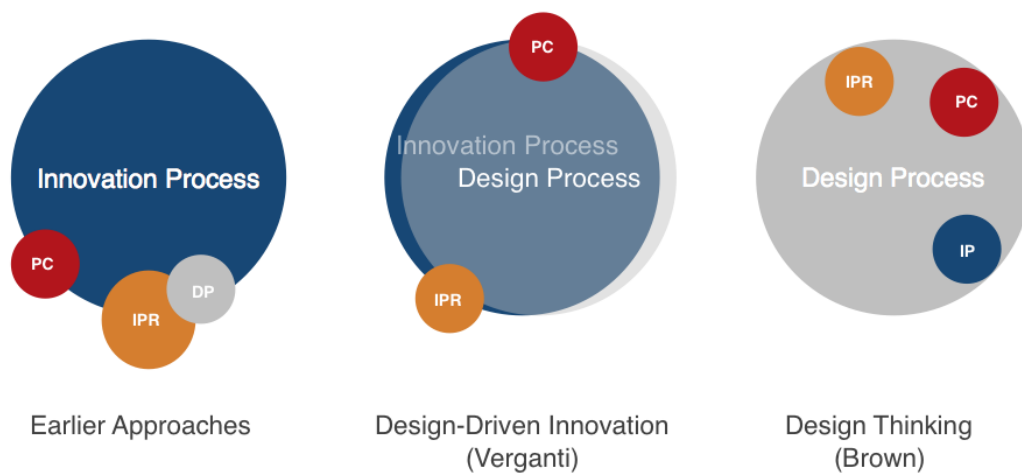 Innovation Process
PC
IPR
DP
Earlier Approaches
PC
Innovation Process
Design Process
IPR
Design-Driven Innovation
(Verganti)
IPR
PC
Design Process
IP
Design Thinking
(Brown)